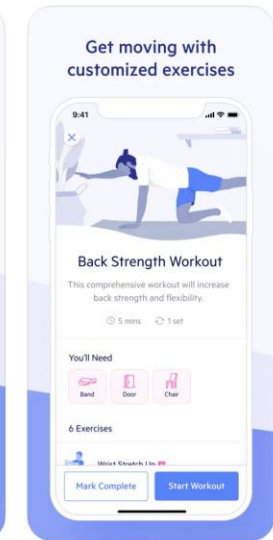 Get moving with
customized exercises
9:41
Back Strength Workout
This comprehensive workout will increase
back strength and flexibility.
5 mins 1 set
You'll Need
Band Door Chair
6 Exercises
Wrist Stretch Up
Mark Complete Start Workout